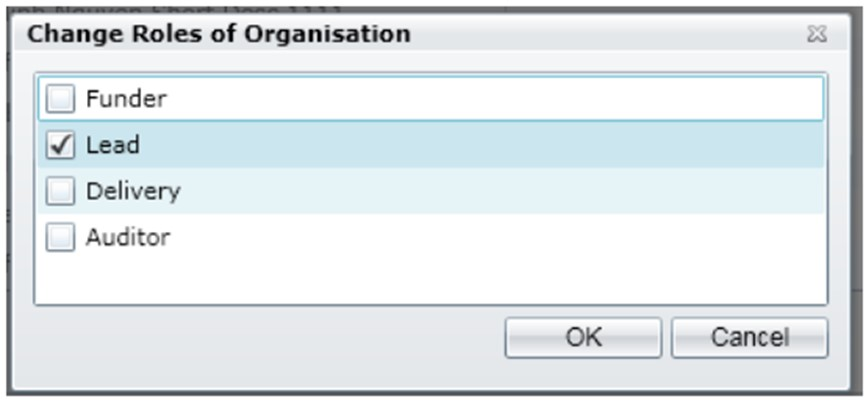 Change Roles of Organisation
Funder
Lead
Delivery
Auditor
OK
Cancel